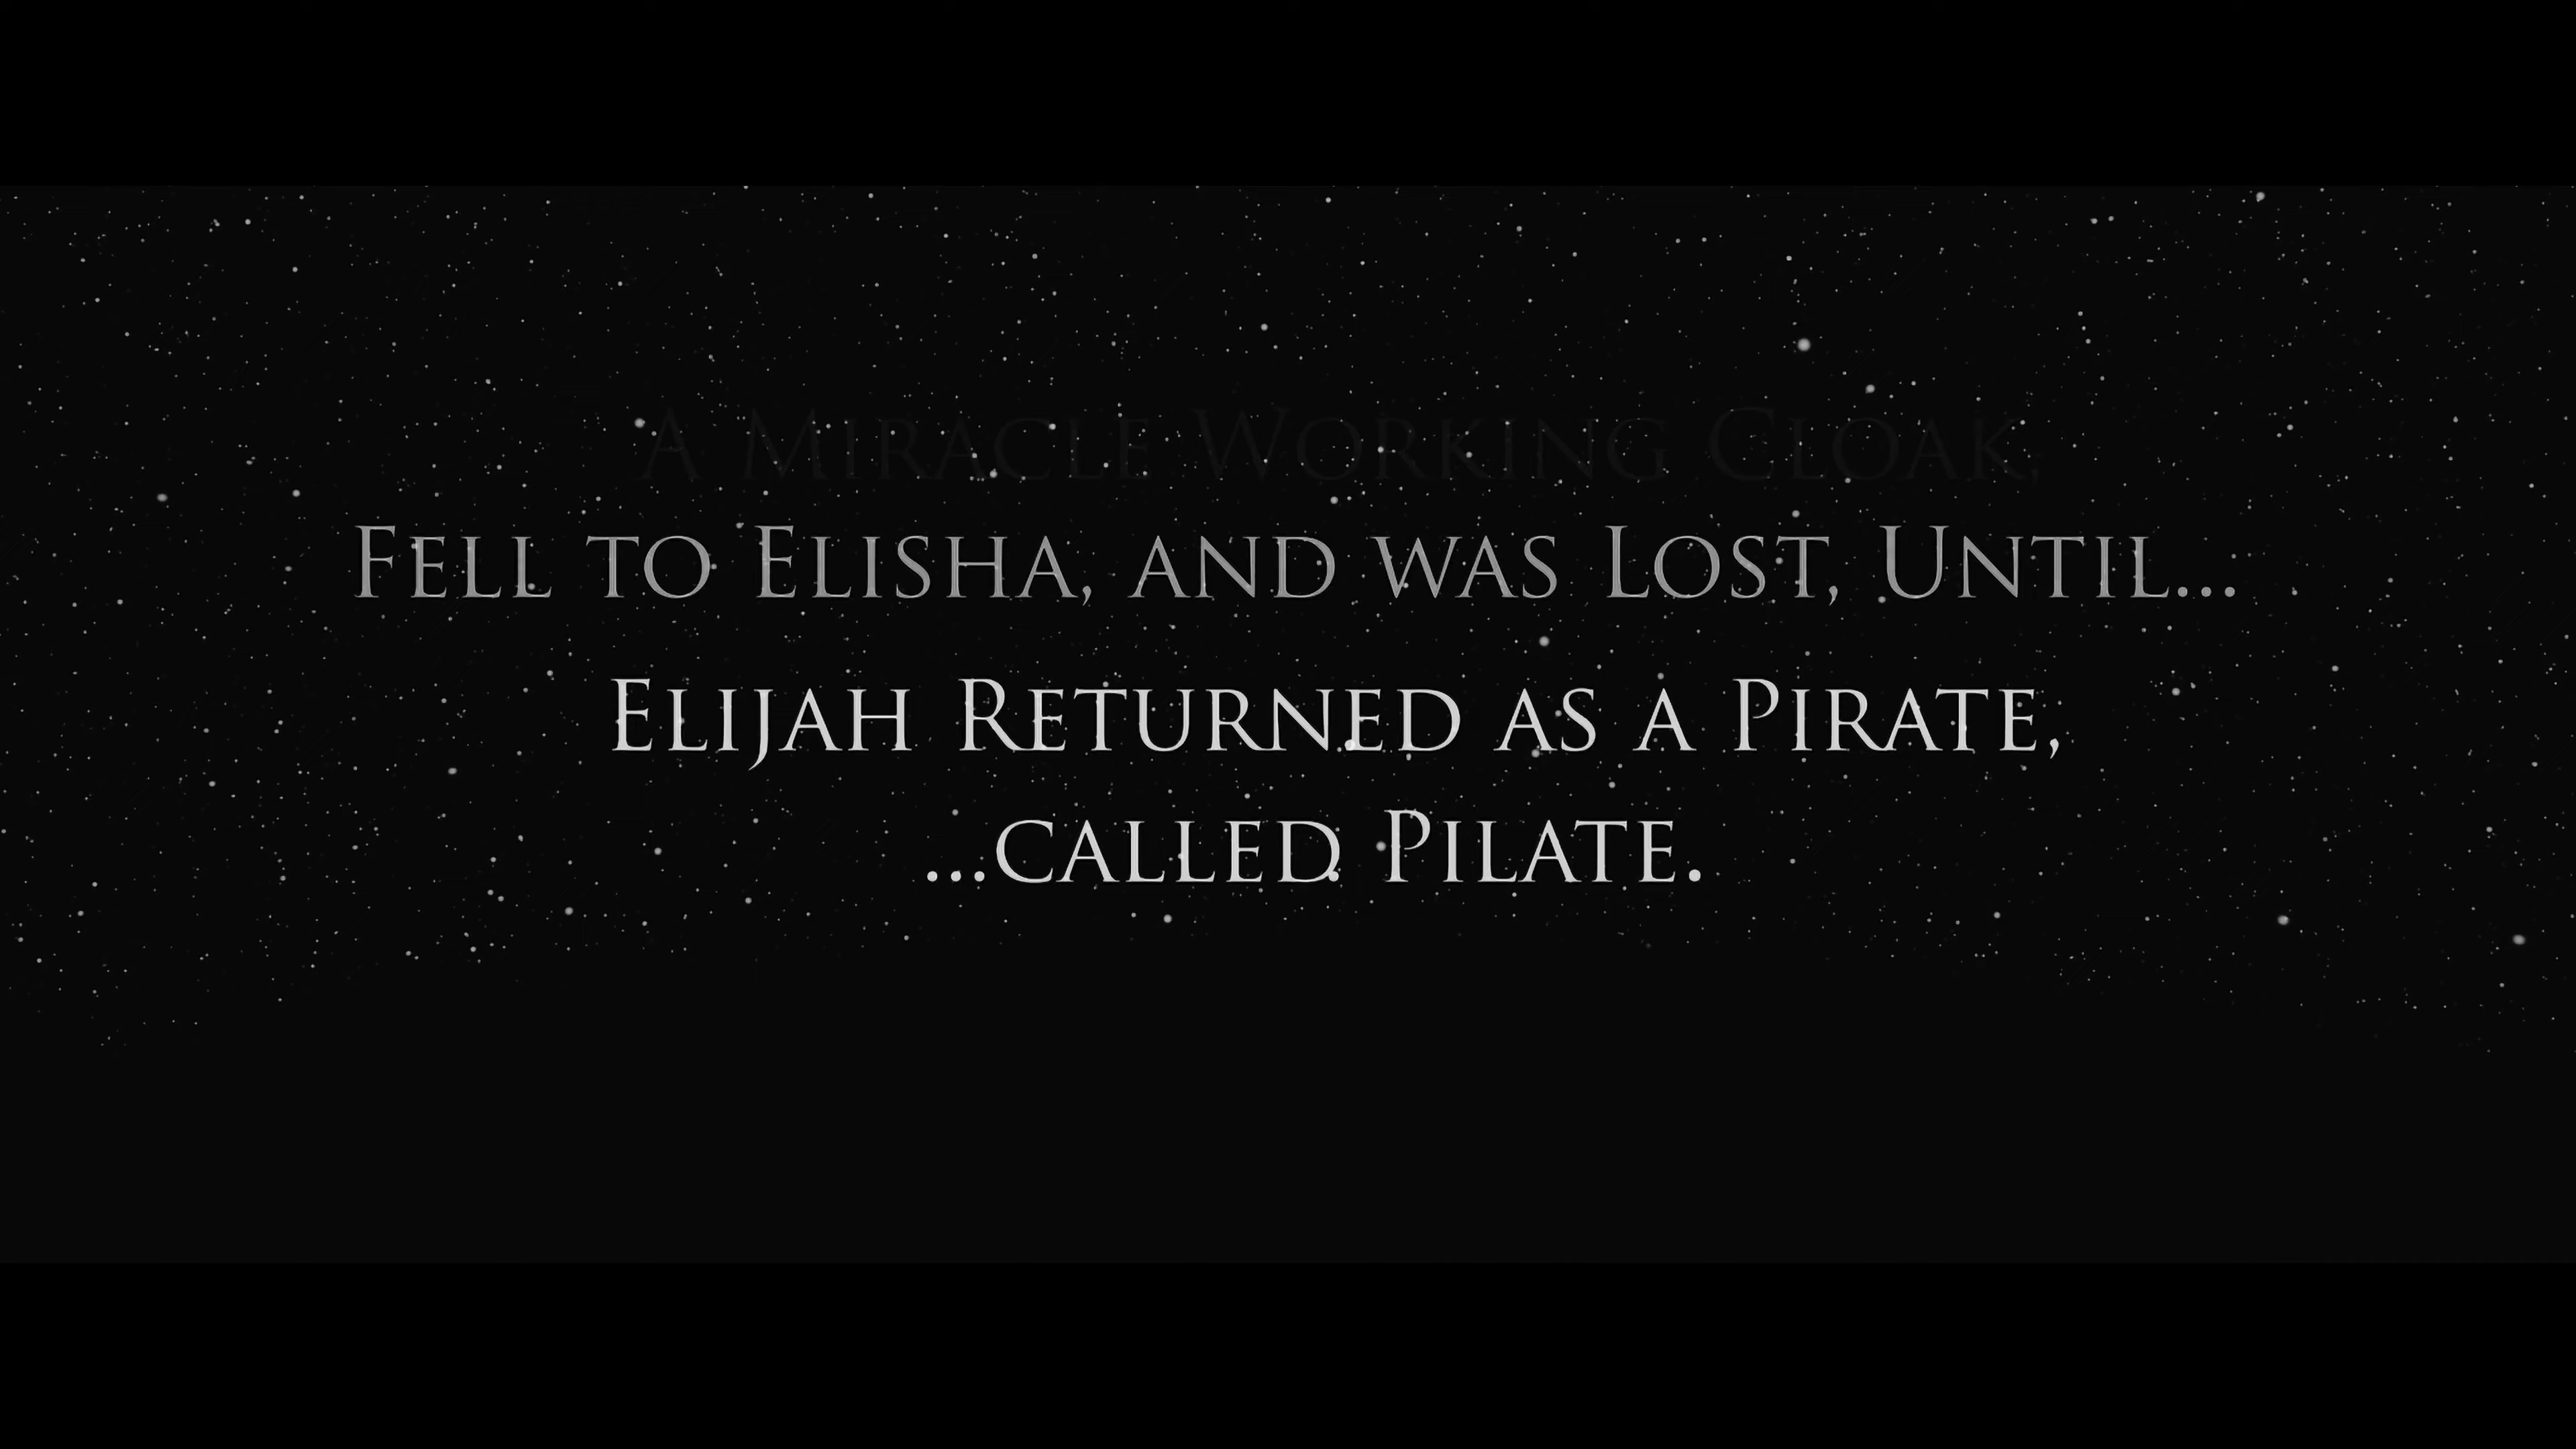 A Miracle Working Cloak,
Fell to Elisha, and was Lost, Until...
Elijah Returned as a Pirate,
...called Pilate.